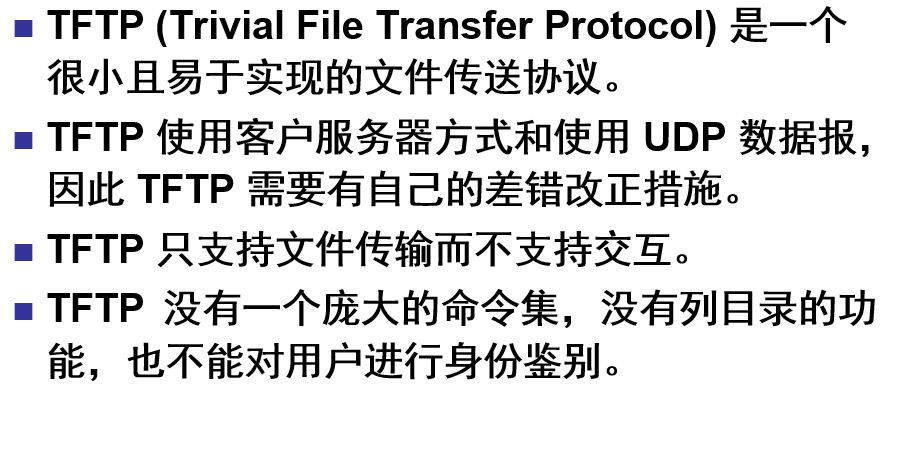 TFTP (Trivial File Transfer Protocol) 是一个
很小且易于实现的文件传送协议。
TFTP 使用客户服务器方式和使用 UDP 数据报，
因此 TFTP 需要有自己的差错改正措施。
TFTP 只支持文件传输而不支持交互。
TFTP 没有一个庞大的命令集，没有列目录的功
能，也不能对用户进行身份鉴别。